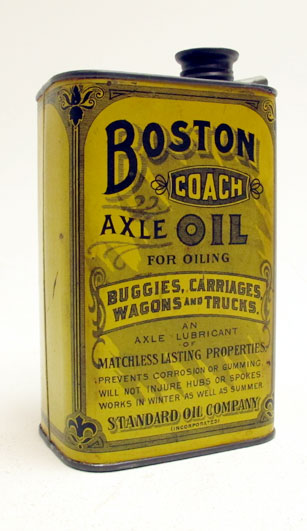 BOSTON
COACH
AXLE OIL
FOR OILING
BUGGIES, CARRIAGES,
WAGONS AND TRUCKS.
AN
AXLE LUBRICANT
OF
MATCHLESS LASTING PROPERTIES.
PREVENTS CORROSION OR GUMMING.
WILL NOT INJURE HUBS OR SPOKES.
WORKS IN WINTER AS WELL AS SUMMER.
STANDARD OIL COMPANY
(INCORPORATED)